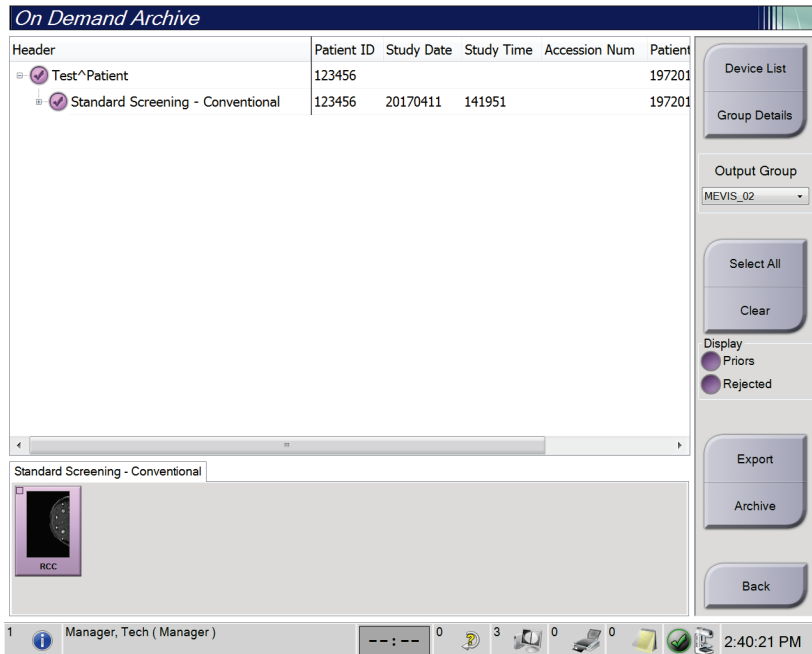 On Demand Archive
Header Patient ID Study Date Study Time Accession Num Patient
Test^Patient 123456 197201
Standard Screening - Conventional 123456 20170411 141951 197201
Device List
Group Details
Output Group
MEVIS_02
Select All
Clear
Display
Priors
Rejected
Export
Archive
Back
Standard Screening - Conventional
RCC
1 Manager, Tech ( Manager ) --:-- 0 3 0 0 2:40:21 PM